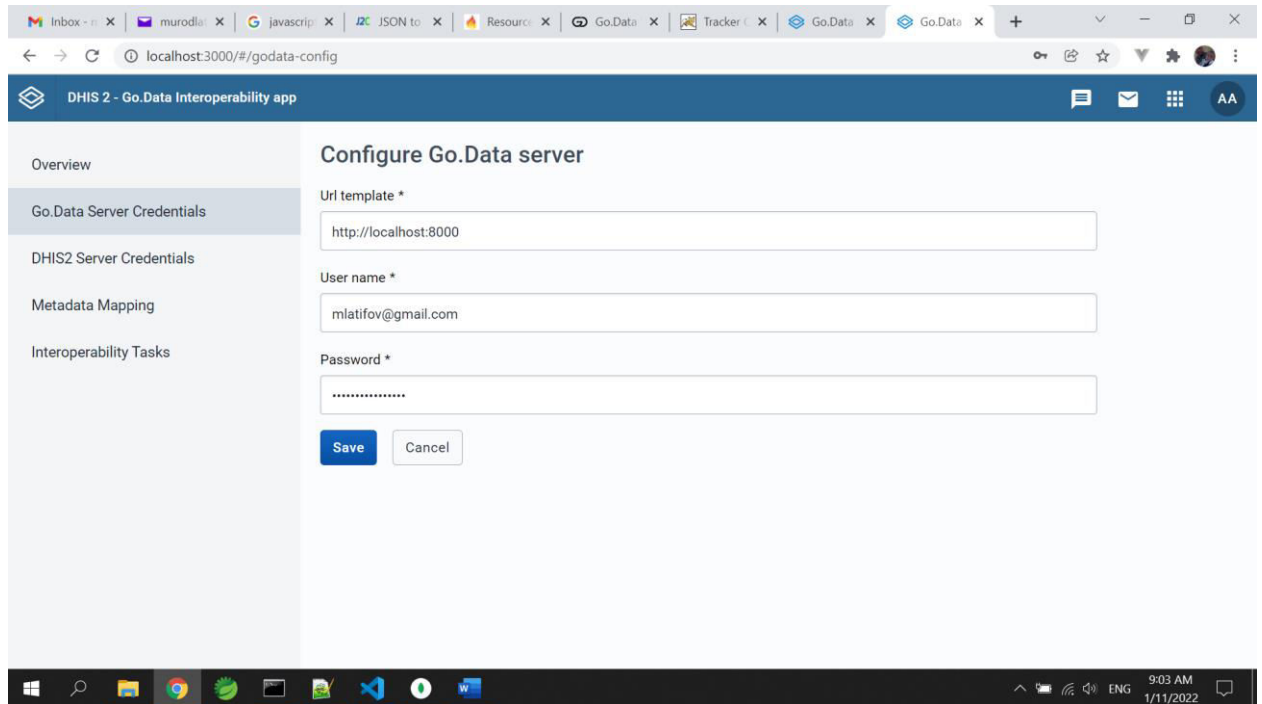 Inbox - n
murodlat
G javascrip
J2C JSON to
Resource
Go.Data
Tracker C
Go.Data
Go.Data
localhost:3000/#/godata-config
DHIS 2 - Go.Data Interoperability app
AA
Overview
Go.Data Server Credentials
DHIS2 Server Credentials
Metadata Mapping
Interoperability Tasks
Configure Go.Data server
Url template *
http://localhost:8000
User name *
mlatifov@gmail.com
Password *
••••••••••••••••
Save
Cancel
ENG
9:03 AM
1/11/2022